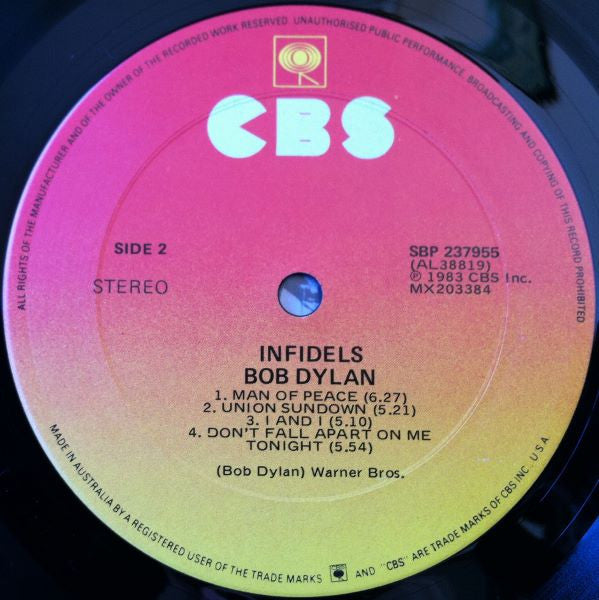 ALL RIGHTS OF THE MANUFACTURER AND OF THE OWNER OF THE RECORDED WORK RESERVED. UNAUTHORISED PUBLIC PERFORMANCE, BROADCASTING AND COPYING OF THIS RECORD PROHIBITED
CBS
SIDE 2
STEREO
SBP 237955
(AL38819)
℗ 1983 CBS Inc.
MX203384
INFIDELS
BOB DYLAN
1. MAN OF PEACE (6.27)
2. UNION SUNDOWN (5.21)
3. I AND I (5.10)
4. DON'T FALL APART ON ME
TONIGHT (5.54)
(Bob Dylan) Warner Bros.
MADE IN AUSTRALIA BY A REGISTERED USER OF THE TRADE MARKS AND "CBS" ARE TRADE MARKS OF CBS INC. U.S.A